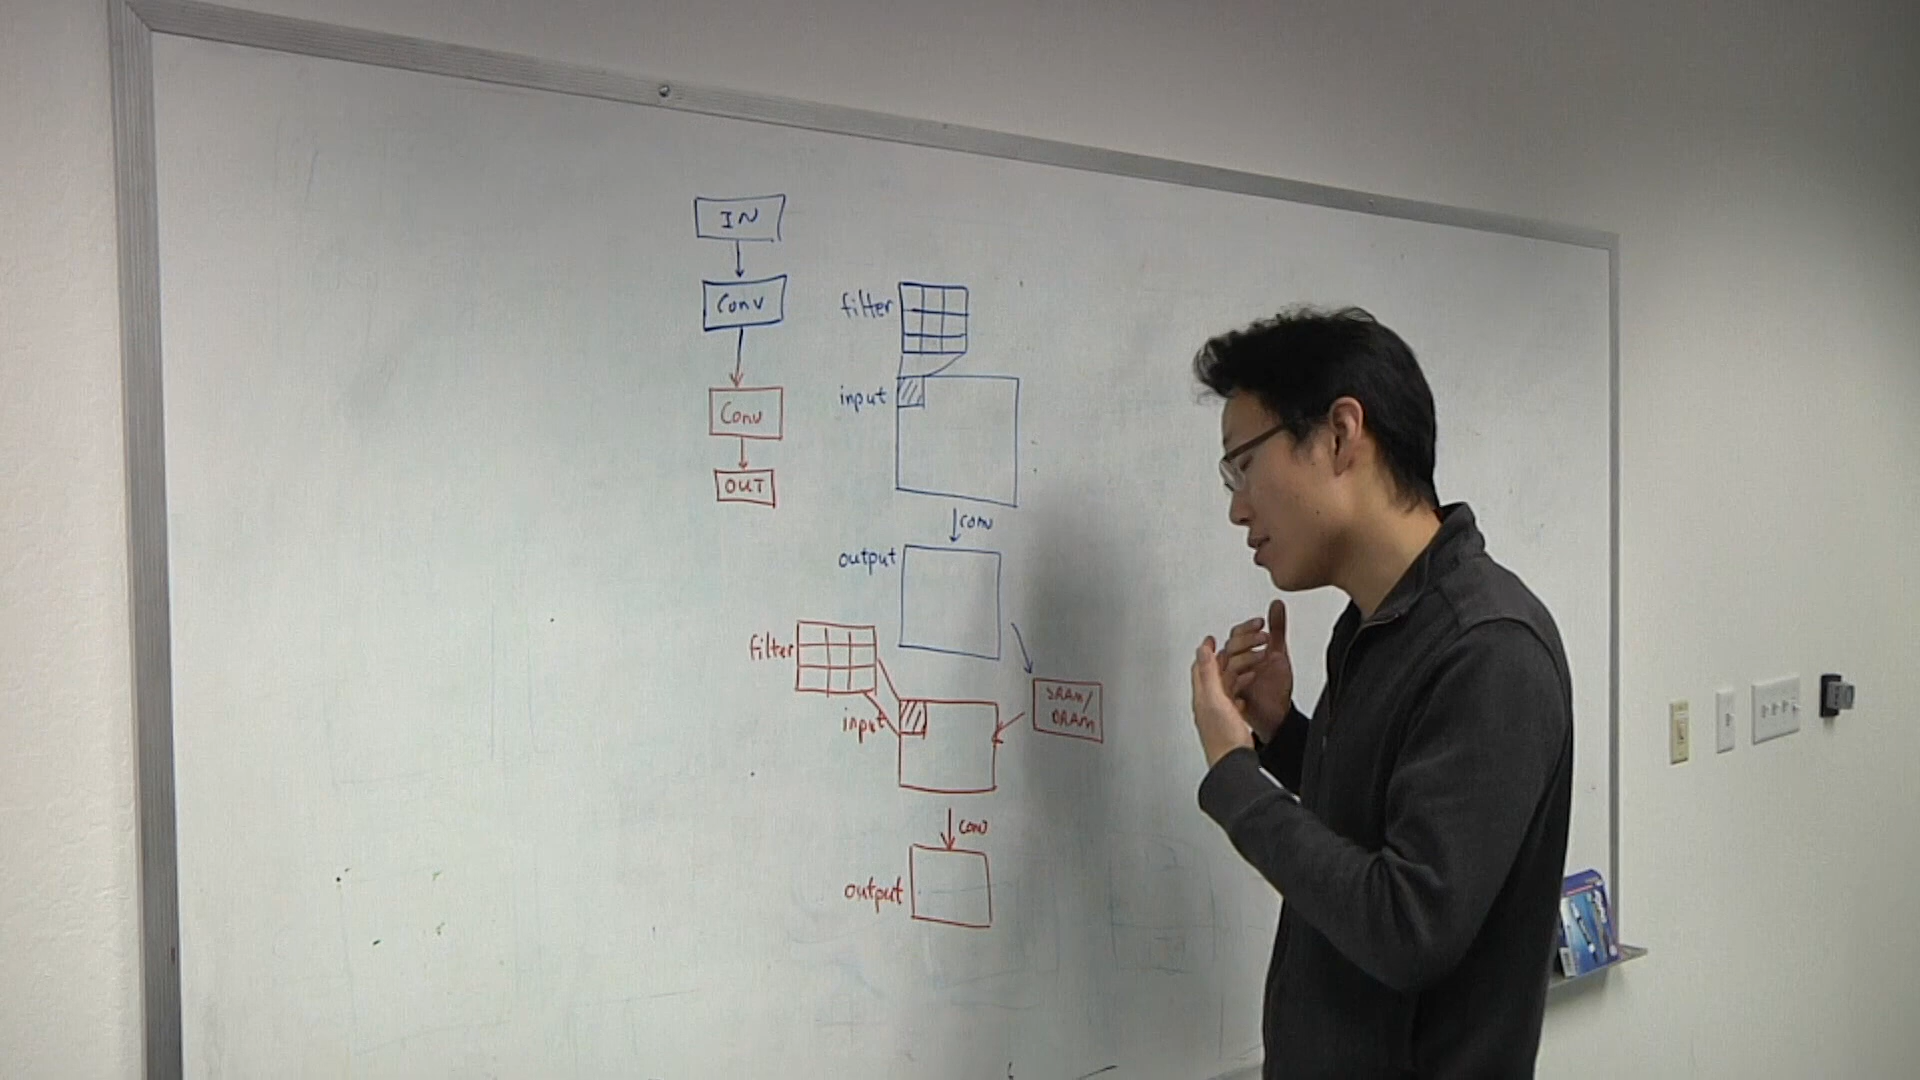 IN
Conv
Conv
OUT
filter
input
conv
output
filter
input
SRAM/
DRAM
conv
output